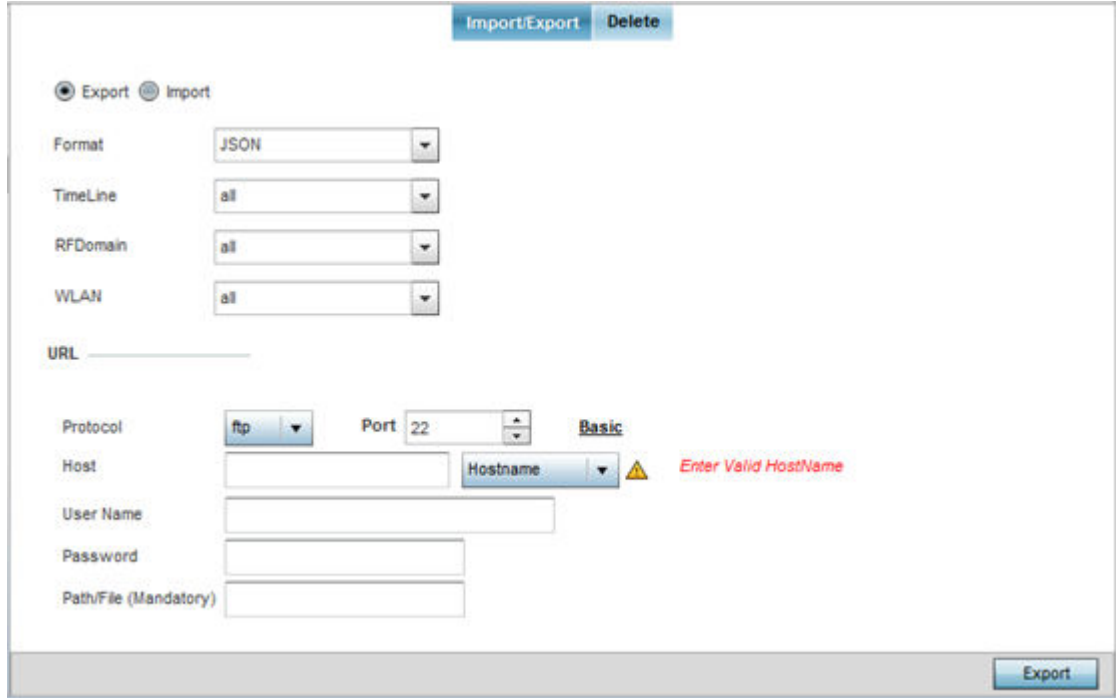 Import/Export Delete
Export Import
Format JSON
TimeLine all
RFDomain all
WLAN all
URL
Protocol ftp Port 22 Basic
Host Hostname Enter Valid HostName
User Name
Password
Path/File (Mandatory)
Export